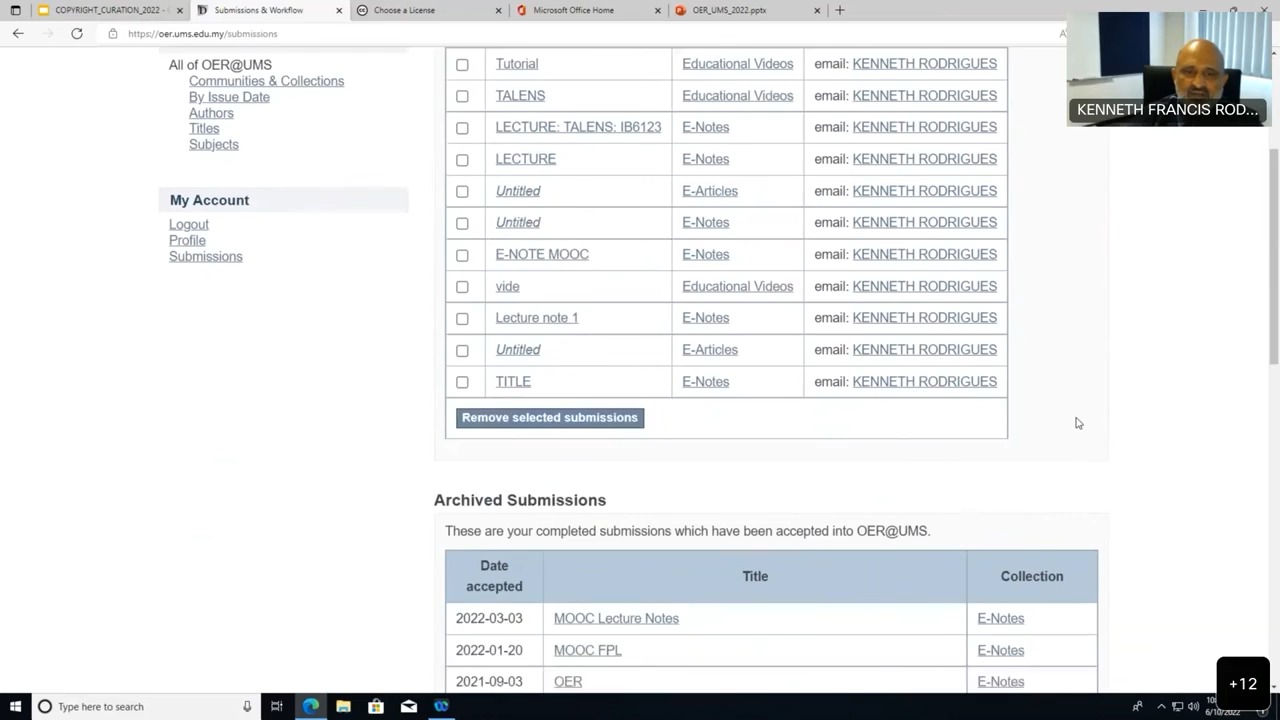 COPYRIGHT_CURATION_2022 -
Submissions & Workflow
Choose a License
Microsoft Office Home
OER_UMS_2022.pptx
https://oer.ums.edu.my/submissions
All of OER@UMS
Communities & Collections
By Issue Date
Authors
Titles
Subjects
My Account
Logout
Profile
Submissions
Tutorial Educational Videos email: KENNETH RODRIGUES
TALENS Educational Videos email: KENNETH RODRIGUES
LECTURE: TALENS: IB6123 E-Notes email: KENNETH RODRIGUES
LECTURE E-Notes email: KENNETH RODRIGUES
Untitled E-Articles email: KENNETH RODRIGUES
Untitled E-Notes email: KENNETH RODRIGUES
E-NOTE MOOC E-Notes email: KENNETH RODRIGUES
vide Educational Videos email: KENNETH RODRIGUES
Lecture note 1 E-Notes email: KENNETH RODRIGUES
Untitled E-Articles email: KENNETH RODRIGUES
TITLE E-Notes email: KENNETH RODRIGUES
Remove selected submissions
Archived Submissions
These are your completed submissions which have been accepted into OER@UMS.
Date accepted Title Collection
2022-03-03 MOOC Lecture Notes E-Notes
2022-01-20 MOOC FPL E-Notes
2021-09-03 OER E-Notes
KENNETH FRANCIS ROD...
+12
Type here to search
6/10/2022